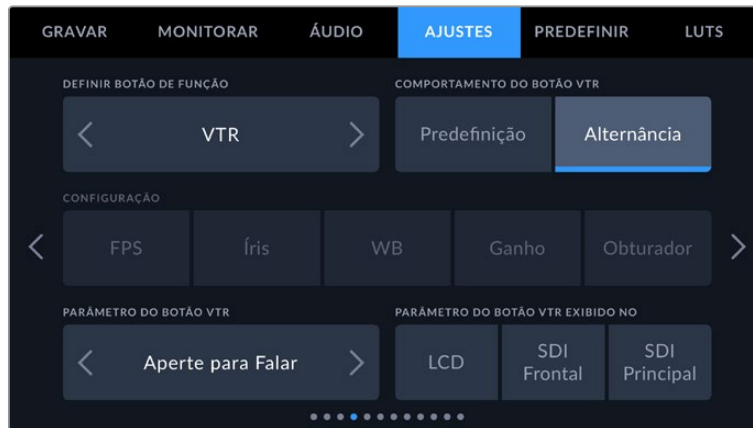 GRAVAR MONITORAR ÁUDIO AJUSTES PREDEFINIR LUTS
DEFINIR BOTÃO DE FUNÇÃO
COMPORTAMENTO DO BOTÃO VTR
VTR
Predefinição
Alternância
CONFIGURAÇÃO
FPS Íris WB Ganho Obturador
PARÂMETRO DO BOTÃO VTR
PARÂMETRO DO BOTÃO VTR EXIBIDO NO
Aperte para Falar
LCD
SDI
Frontal
SDI
Principal